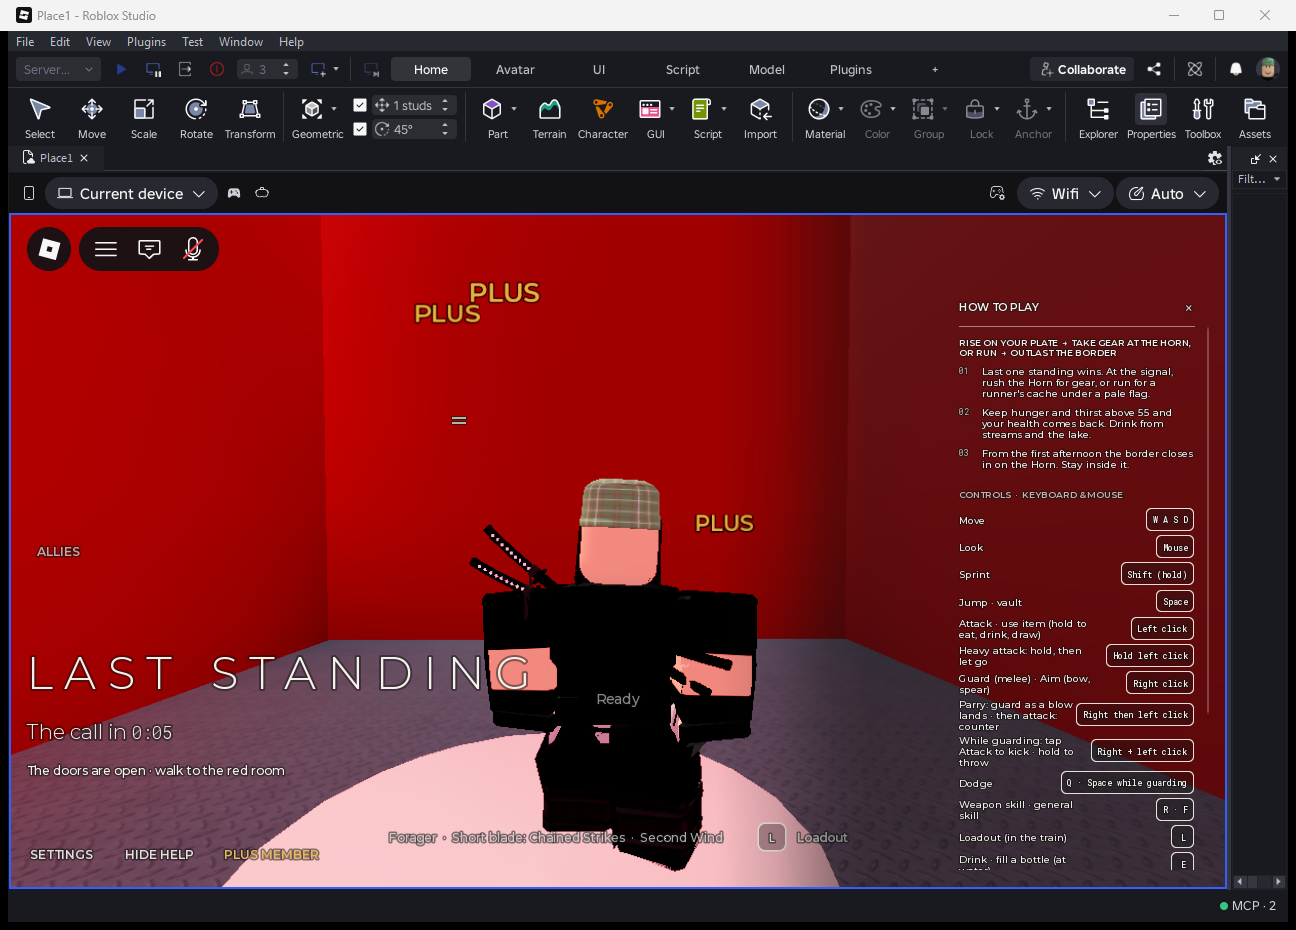 Place1 - Roblox Studio
File Edit View Plugins Test Window Help
Server... 3 Home Avatar UI Script Model Plugins + Collaborate
1 studs
45°
Select Move Scale Rotate Transform Geometric Part Terrain Character GUI Script Import Material Color Group Lock Anchor Explorer Properties Toolbox Assets
Place1
Filt...
Current device Wifi Auto
PLUS
PLUS
PLUS
ALLIES
LAST STANDING
Ready
The call in 0:05
The doors are open · walk to the red room
Forager · Short blade: Chained Strikes · Second Wind L Loadout
SETTINGS HIDE HELP PLUS MEMBER
HOW TO PLAY ×
RISE ON YOUR PLATE → TAKE GEAR AT THE HORN,
OR RUN → OUTLAST THE BORDER
01 Last one standing wins. At the signal,
rush the Horn for gear, or run for a
runner's cache under a pale flag.
02 Keep hunger and thirst above 55 and
your health comes back. Drink from
streams and the lake.
03 From the first afternoon the border closes
in on the Horn. Stay inside it.
CONTROLS · KEYBOARD & MOUSE
Move W A S D
Look Mouse
Sprint Shift (hold)
Jump · vault Space
Attack · use item (hold to
eat, drink, draw) Left click
Heavy attack: hold, then
let go Hold left click
Guard (melee) · Aim (bow,
spear) Right click
Parry: guard as a blow
lands · then attack:
counter Right then left click
While guarding: tap
Attack to kick · hold to
throw Right + left click
Dodge Q · Space while guarding
Weapon skill · general
skill R · F
Loadout (in the train) L
Drink · fill a bottle (at
water) E
MCP · 2